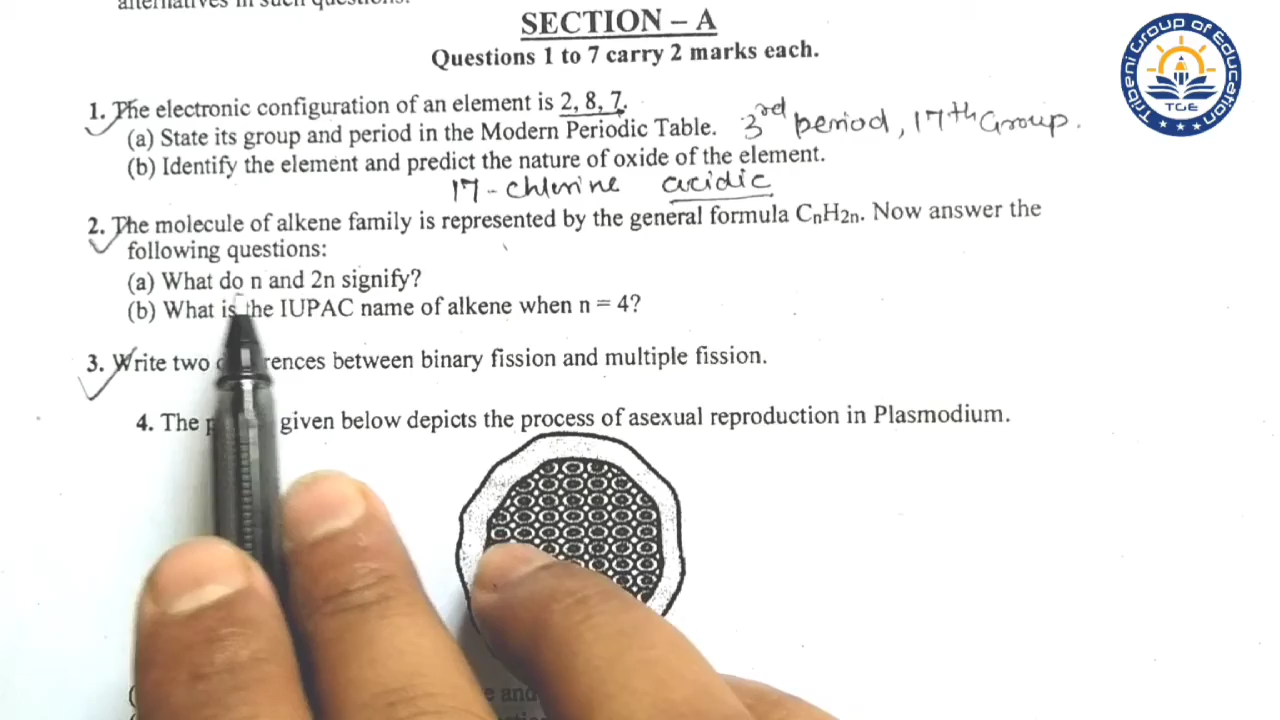 alternatives in such questions.
SECTION – A
Questions 1 to 7 carry 2 marks each.
1. The electronic configuration of an element is 2, 8, 7.
(a) State its group and period in the Modern Periodic Table. 3rd period, 17th Group.
(b) Identify the element and predict the nature of oxide of the element.
17 - chlorine acidic
2. The molecule of alkene family is represented by the general formula CnH2n. Now answer the
following questions:
(a) What do n and 2n signify?
(b) What is the IUPAC name of alkene when n = 4?
3. Write two differences between binary fission and multiple fission.
4. The given below depicts the process of asexual reproduction in Plasmodium.
Tribeni Group of Education
TGE